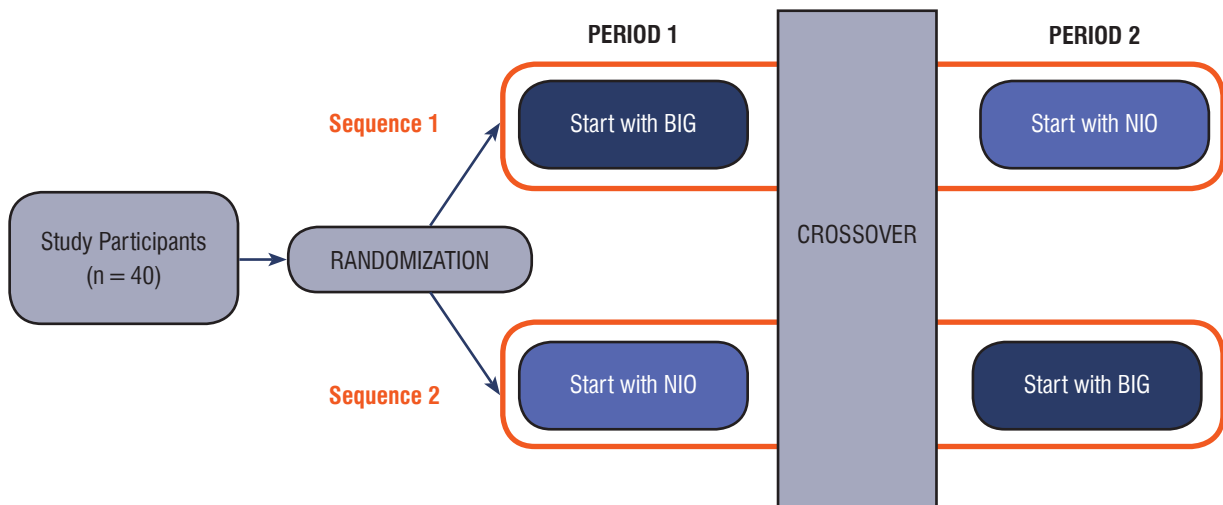 PERIOD 1
PERIOD 2
Sequence 1
Start with BIG
Start with NIO
Study Participants
(n = 40)
RANDOMIZATION
CROSSOVER
Sequence 2
Start with NIO
Start with BIG